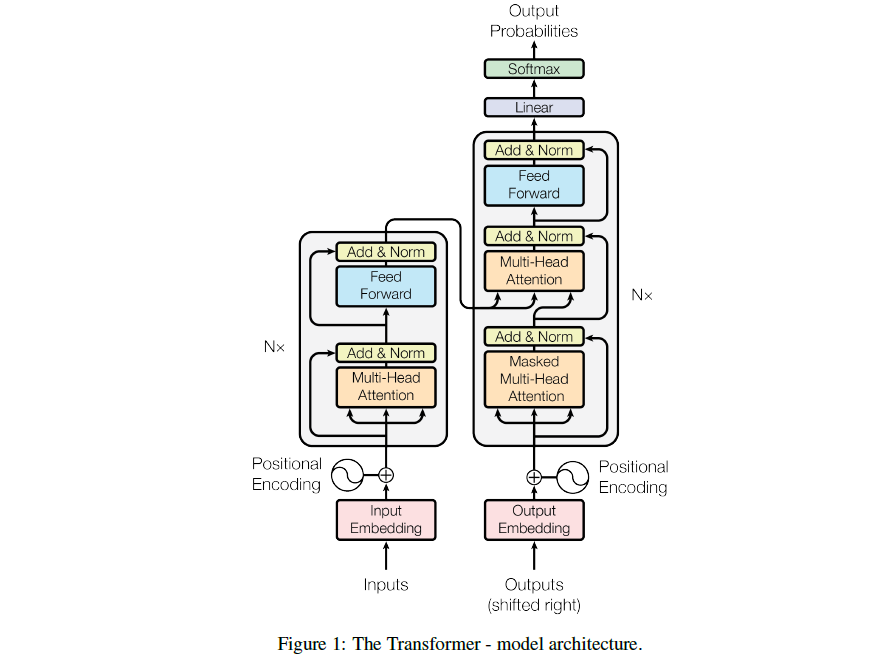 Output
Probabilities
Softmax
Linear
Add & Norm
Feed
Forward
Add & Norm
Multi-Head
Attention
Nx
Add & Norm
Masked
Multi-Head
Attention
Add & Norm
Feed
Forward
Nx
Add & Norm
Multi-Head
Attention
Positional
Encoding
Positional
Encoding
Input
Embedding
Output
Embedding
Inputs
Outputs
(shifted right)
Figure 1: The Transformer - model architecture.